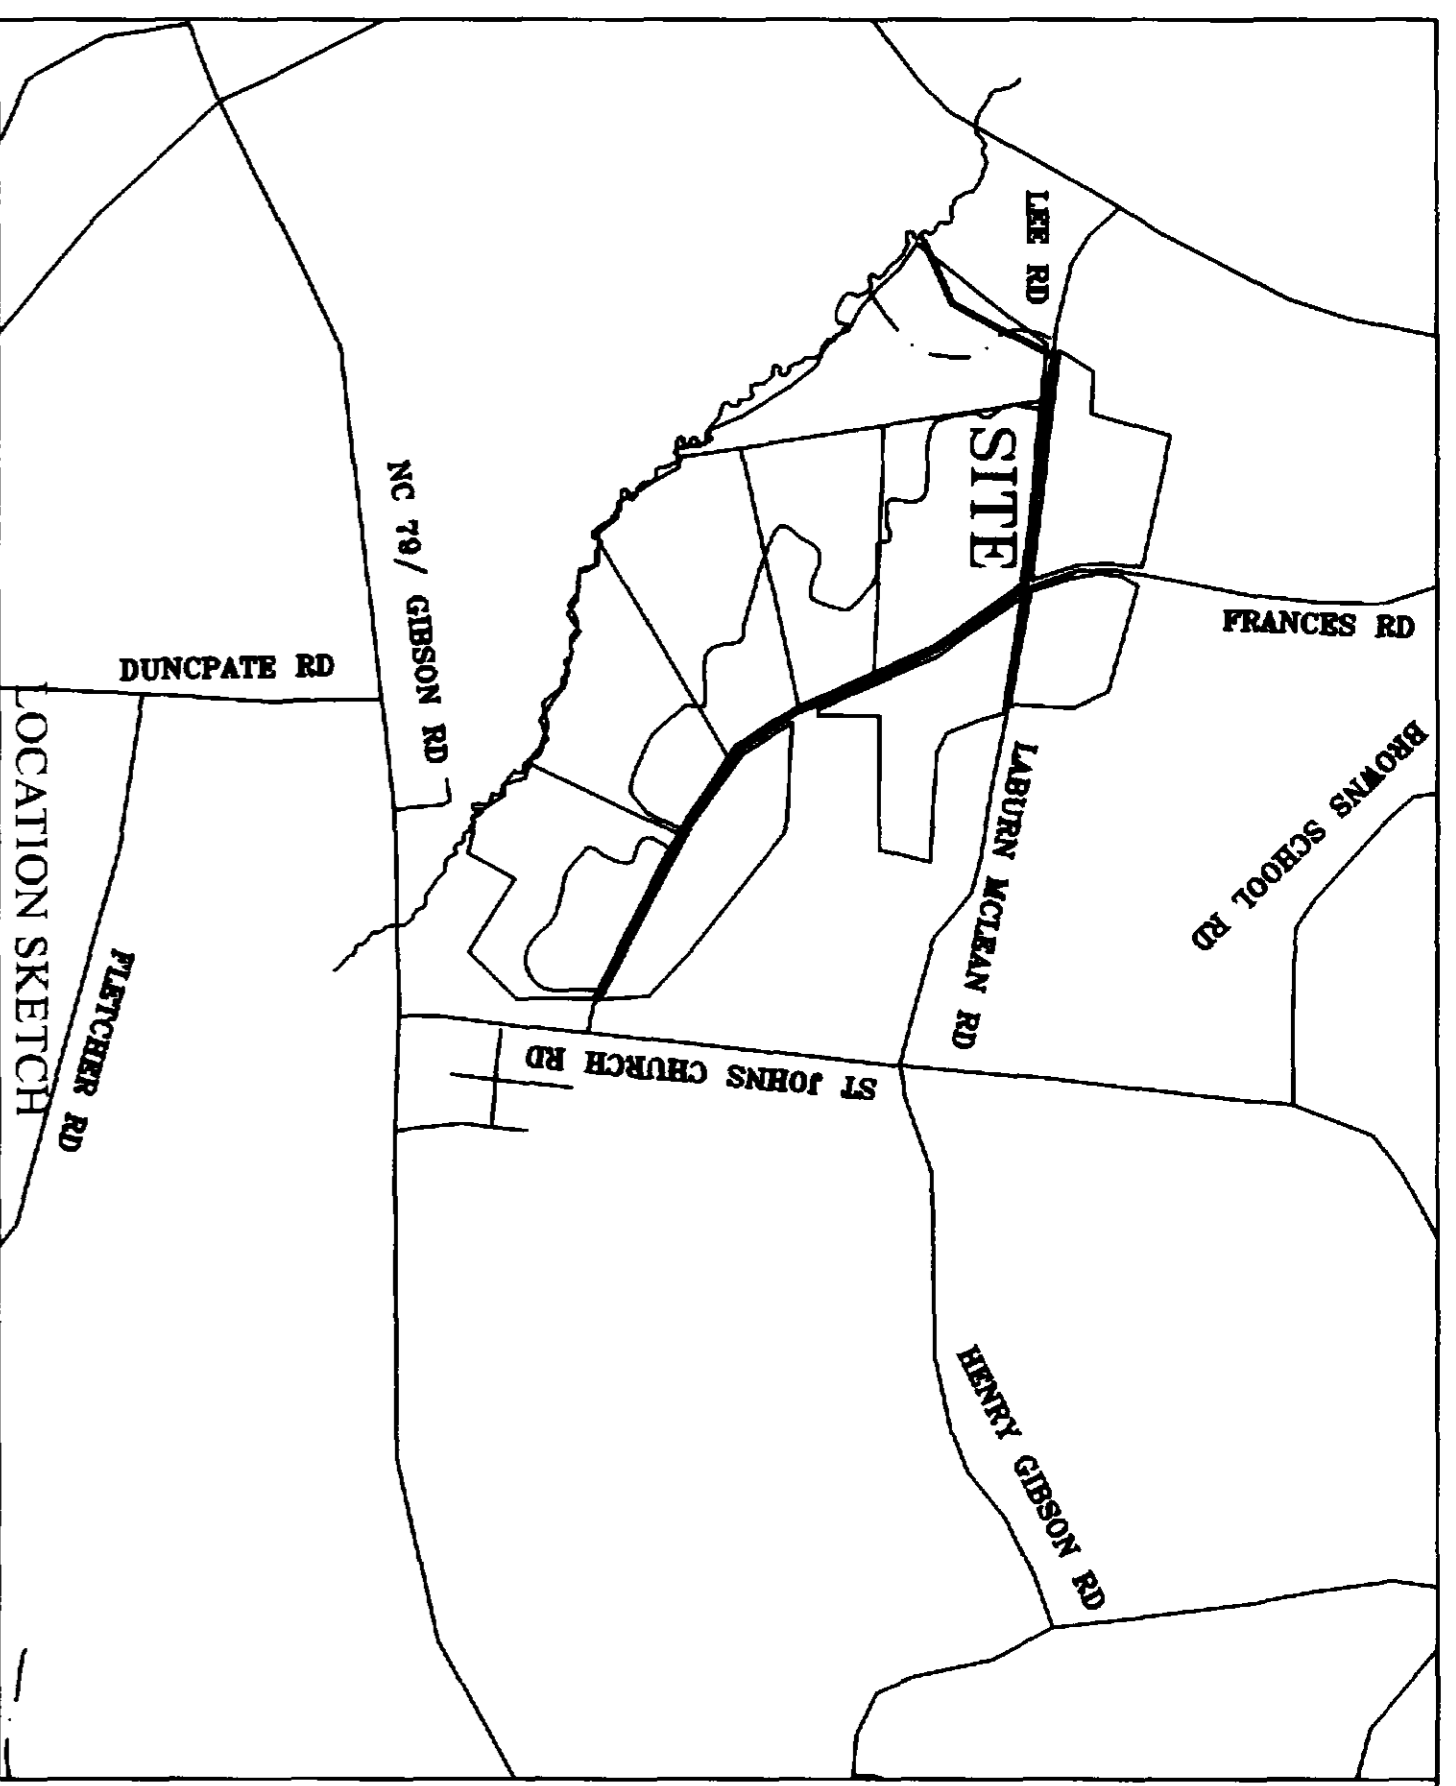 LEE RD
SITE
FRANCES RD
NC 79/ GIBSON RD
DUNCPATE RD
BROWNS SCHOOL RD
LABURN MCLEAN RD
LOCATION SKETCH
FLETCHER RD
ST JOHNS CHURCH RD
HENRY GIBSON RD